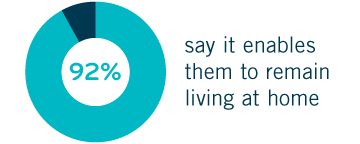 92%
say it enables
them to remain
living at home